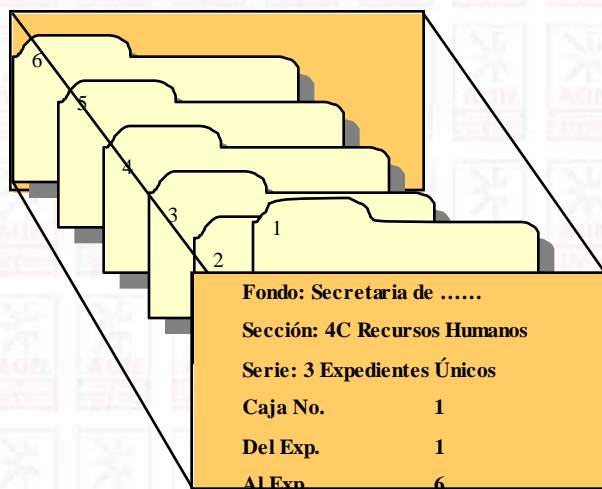 6
5
4
3
2
1
Fondo: Secretaria de ......
Sección: 4C Recursos Humanos
Serie: 3 Expedientes Únicos
Caja No. 1
Del Exp. 1
Al Exp. 6